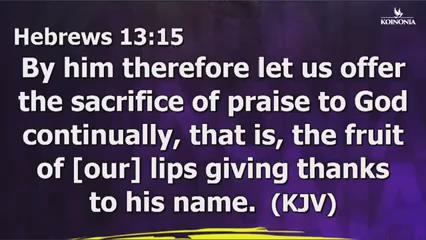 KOINONIA
Hebrews 13:15
By him therefore let us offer
the sacrifice of praise to God
continually, that is, the fruit
of [our] lips giving thanks
to his name. (KJV)